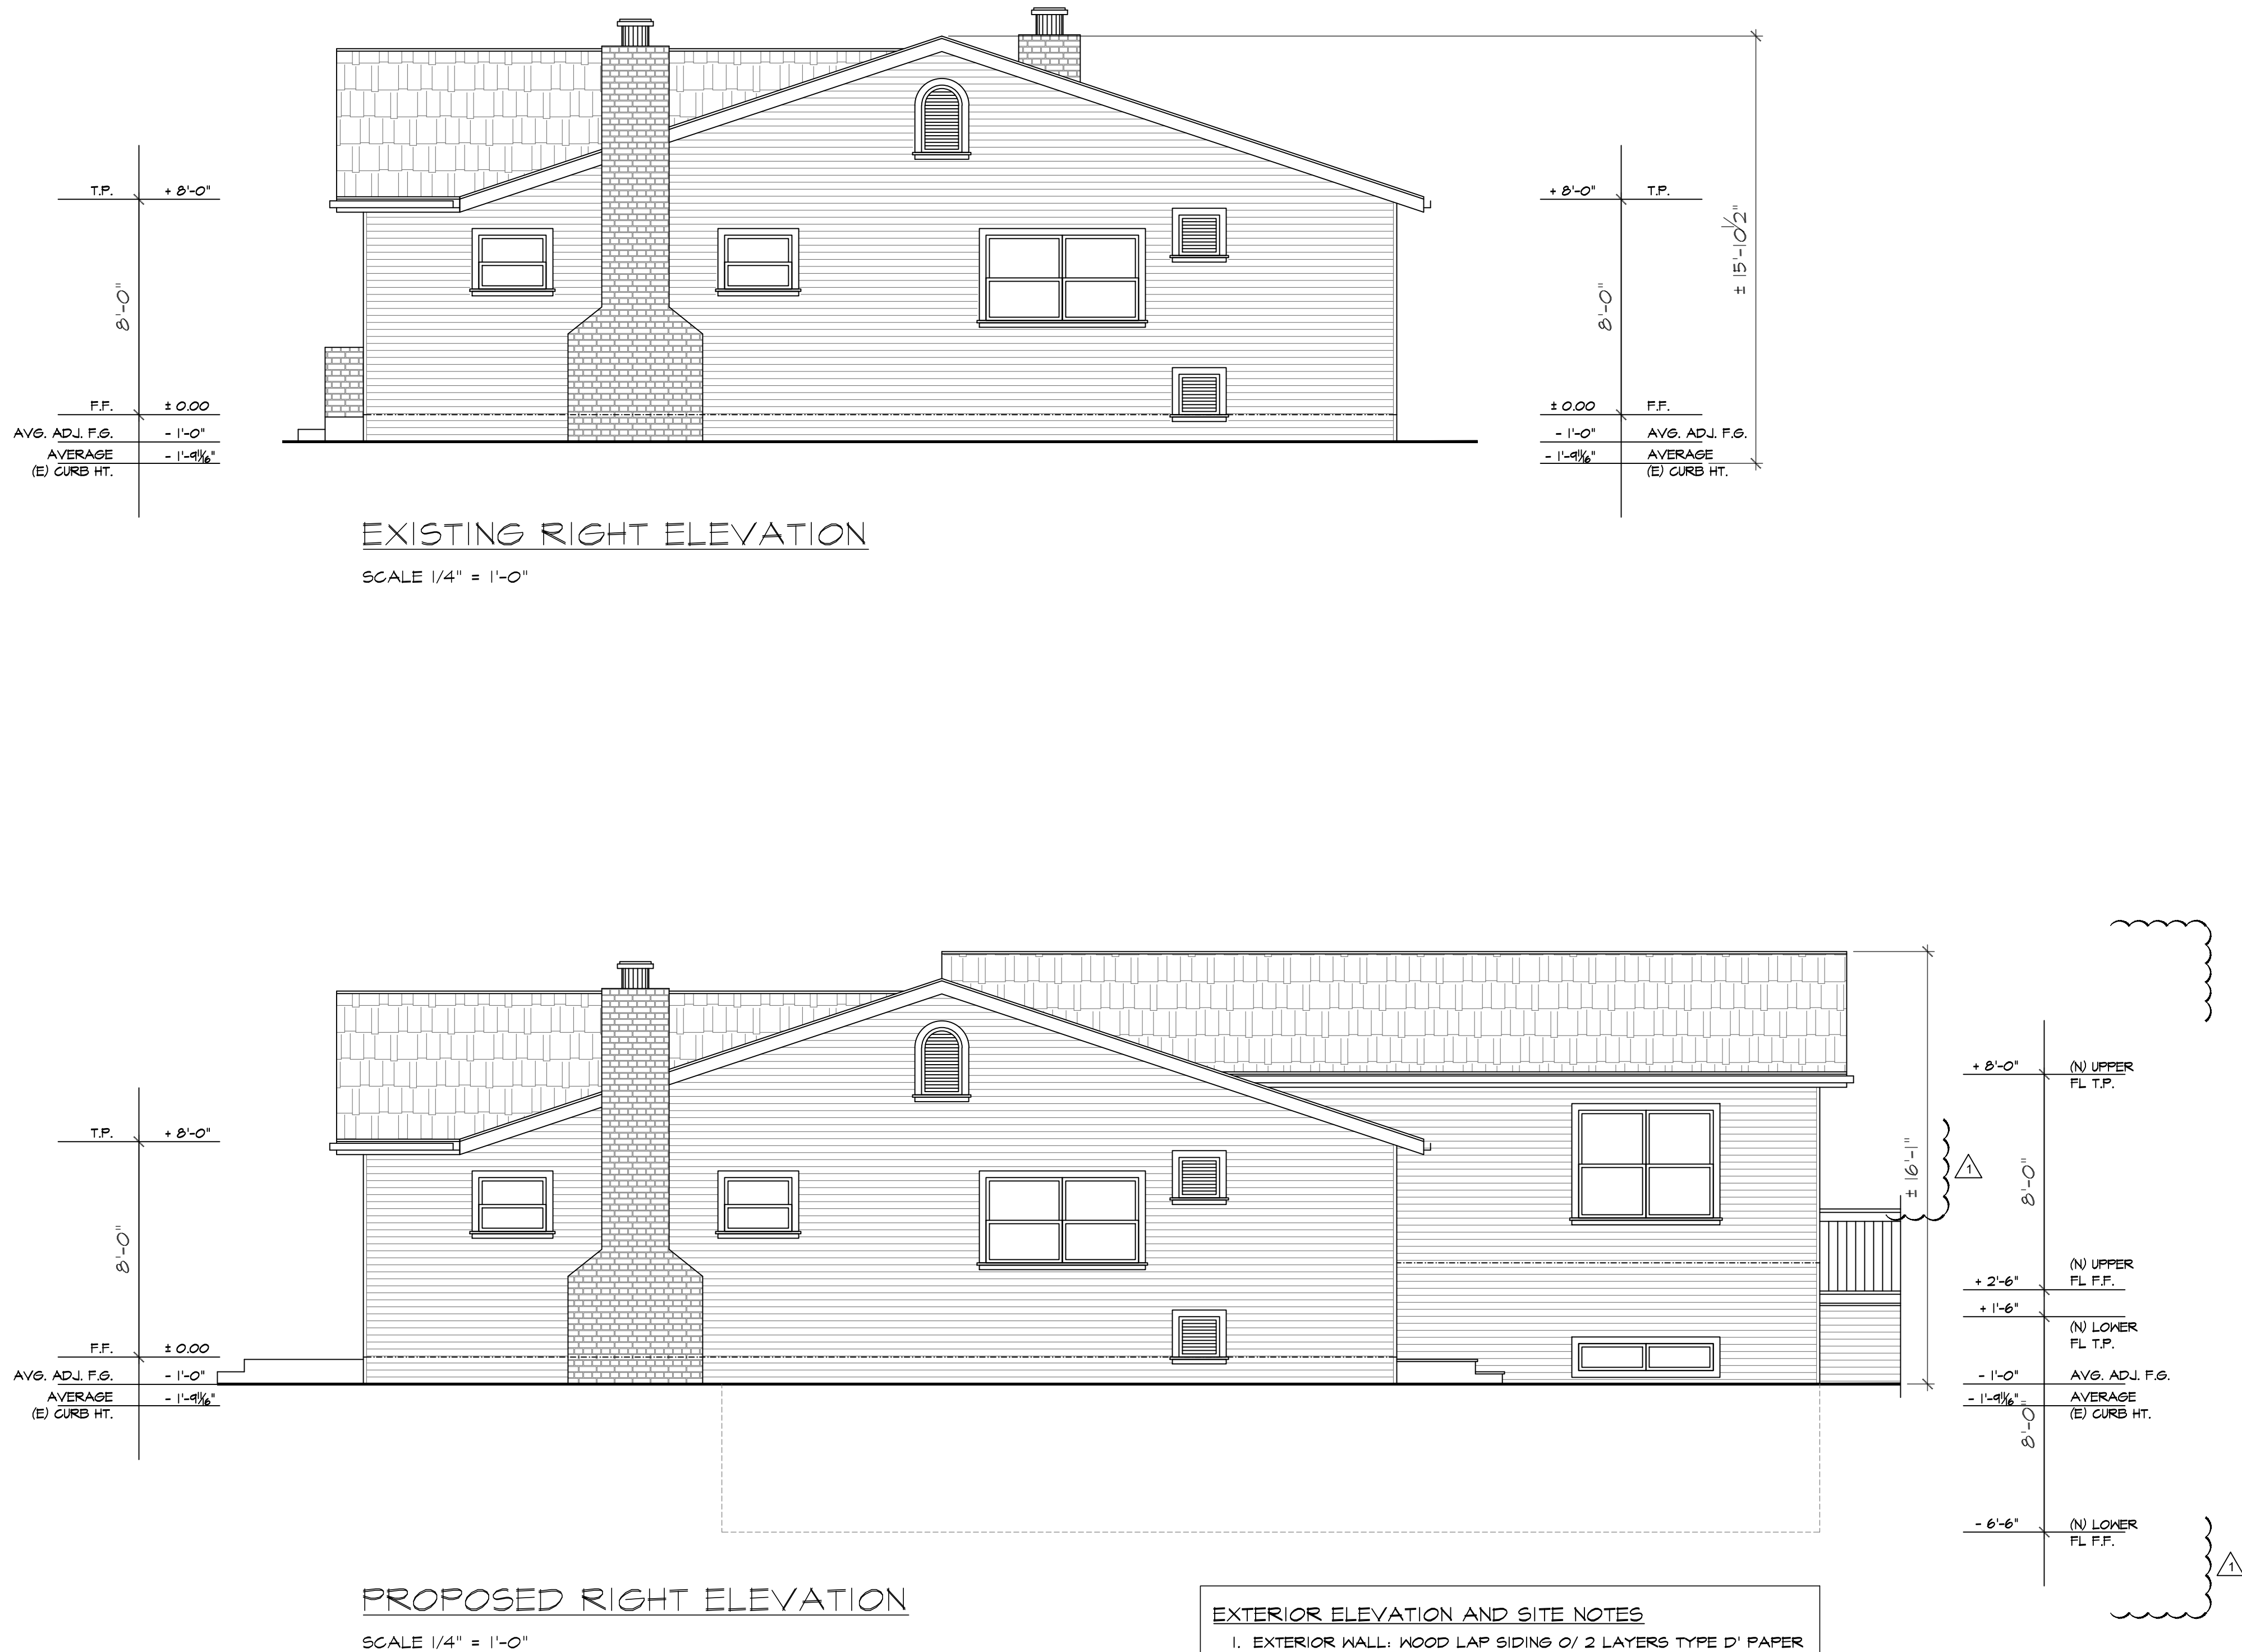 T.P. + 8'-0"
8'-0"
F.F. ± 0.00
AVG. ADJ. F.G. - 1'-0"
AVERAGE - 1'-9 1/16"
(E) CURB HT.
+ 8'-0" T.P.
8'-0"
± 15'-10 1/2"
± 0.00 F.F.
- 1'-0" AVG. ADJ. F.G.
- 1'-9 1/16" AVERAGE
(E) CURB HT.
EXISTING RIGHT ELEVATION
SCALE 1/4" = 1'-0"
T.P. + 8'-0"
8'-0"
F.F. ± 0.00
AVG. ADJ. F.G. - 1'-0"
AVERAGE - 1'-9 1/16"
(E) CURB HT.
± 16'-1"
1
+ 8'-0" (N) UPPER
FL T.P.
8'-0"
(N) UPPER
+ 2'-6" FL F.F.
+ 1'-6"
(N) LOWER
FL T.P.
- 1'-0" AVG. ADJ. F.G.
- 1'-9 1/16" AVERAGE
(E) CURB HT.
8'-0"
- 6'-6" (N) LOWER
FL F.F.
1
PROPOSED RIGHT ELEVATION
SCALE 1/4" = 1'-0"
EXTERIOR ELEVATION AND SITE NOTES
1. EXTERIOR WALL: WOOD LAP SIDING O/ 2 LAYERS TYPE D' PAPER